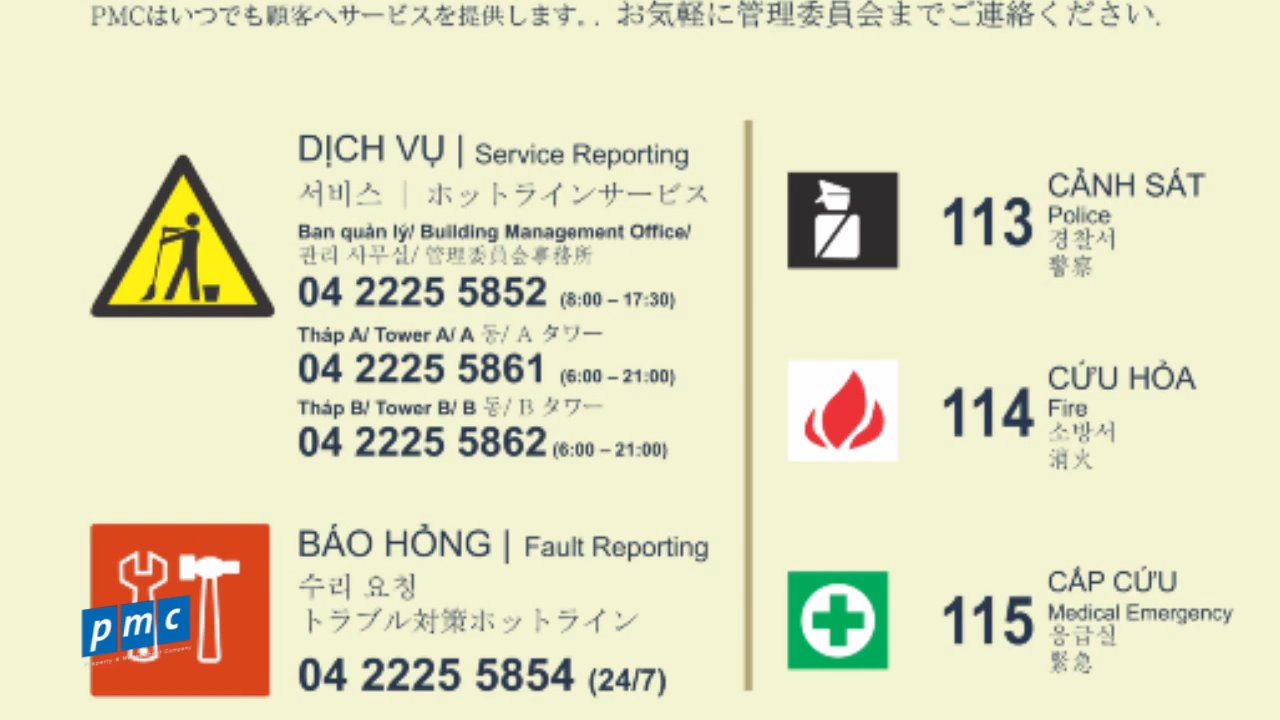 PMCはいつでも顧客へサービスを提供します. . お気軽に管理委員会までご連絡ください.
DỊCH VỤ | Service Reporting
서비스 | ホットラインサービス
Ban quản lý/ Building Management Office/
관리 사무실/ 管理委員会事務所
04 2225 5852 (8:00 – 17:30)
Tháp A/ Tower A/ A 동/ A タワー
04 2225 5861 (6:00 – 21:00)
Tháp B/ Tower B/ B 동/ B タワー
04 2225 5862 (6:00 – 21:00)
BÁO HỎNG | Fault Reporting
수리 요청
トラブル対策ホットライン
04 2225 5854 (24/7)
pmc
113
CẢNH SÁT
Police
경찰서
警察
114
CỨU HỎA
Fire
소방서
消火
115
CẤP CỨU
Medical Emergency
응급실
緊急